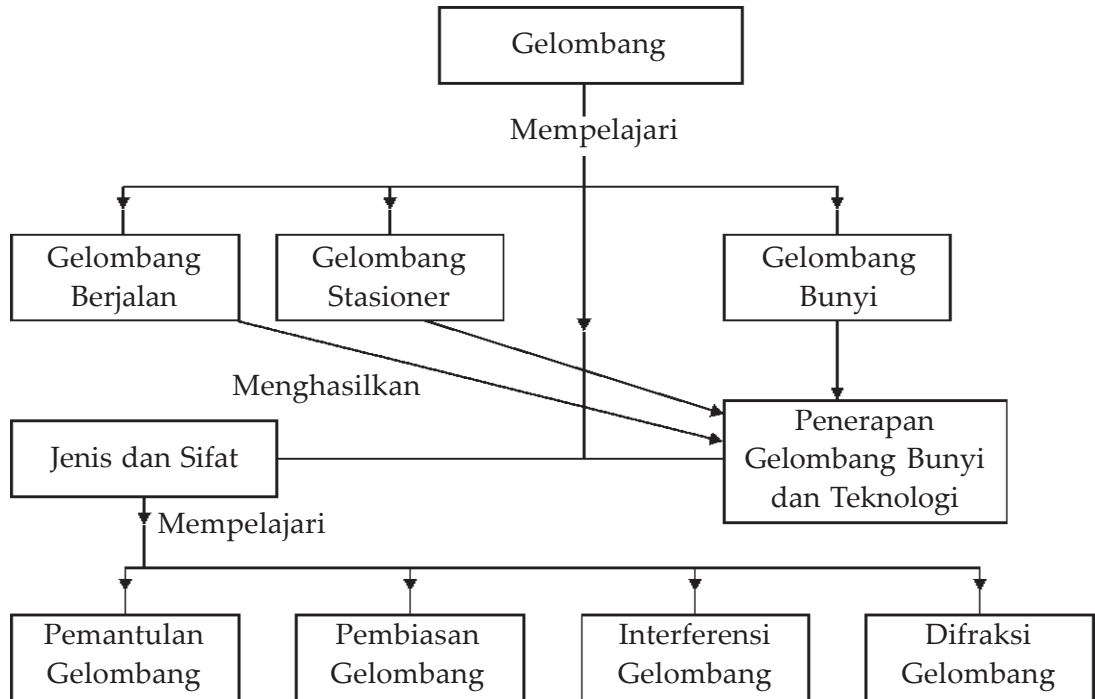 Gelombang
Mempelajari
Gelombang
Berjalan
Gelombang
Stasioner
Gelombang
Bunyi
Menghasilkan
Jenis dan Sifat
Penerapan
Gelombang Bunyi
dan Teknologi
Mempelajari
Pemantulan
Gelombang
Pembiasan
Gelombang
Interferensi
Gelombang
Difraksi
Gelombang